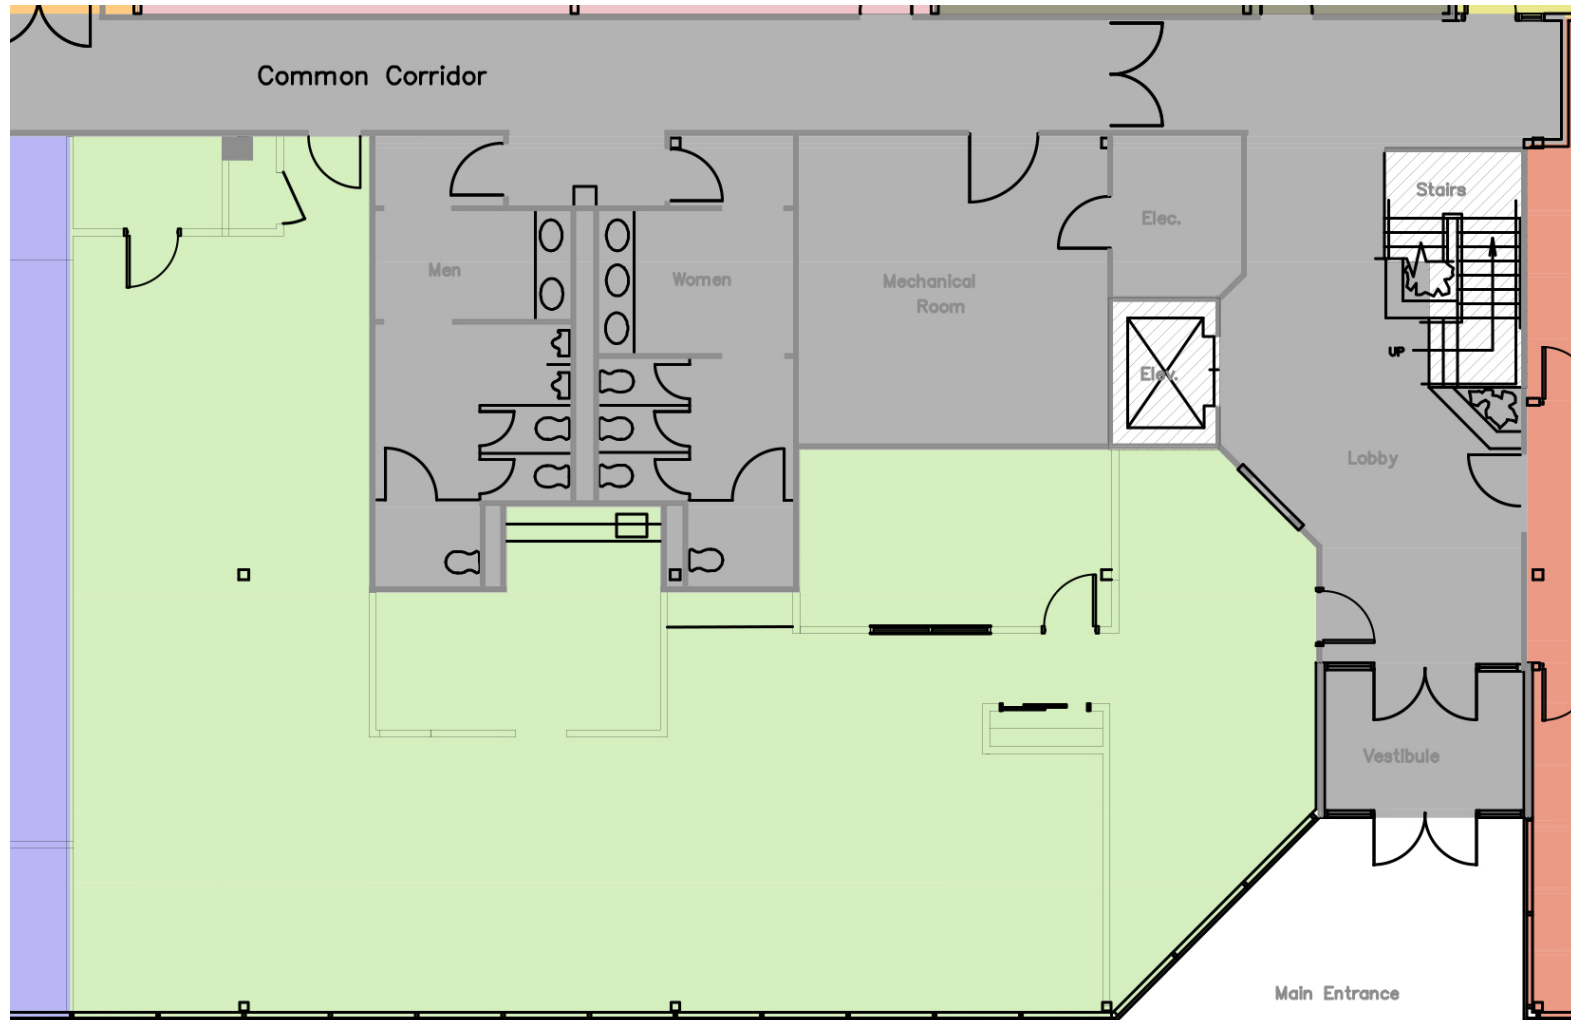 Common Corridor
Stairs
Elec.
Men
Women
Mechanical
Room
UP
Elev.
Lobby
Vestibule
Main Entrance